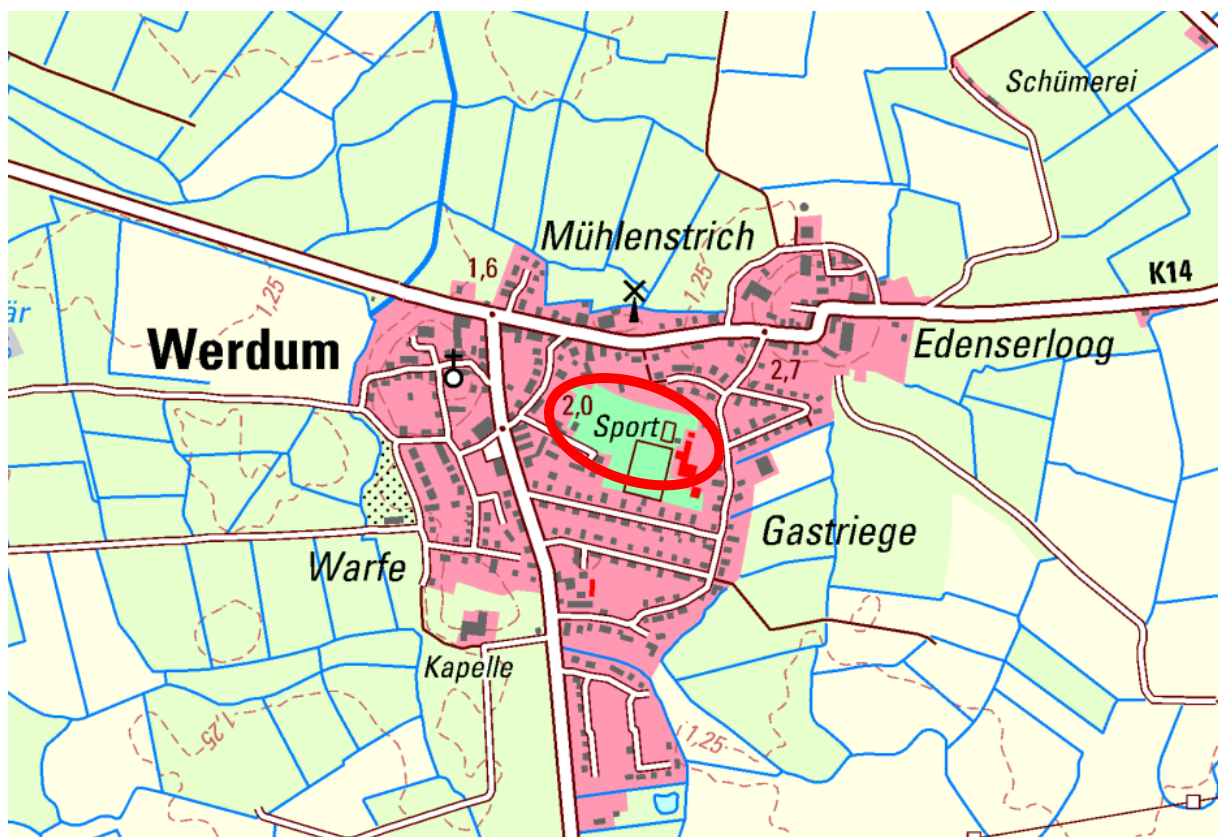 Schümerei
Mühlenstrich
1,6
1,25
1,25
K14
är
Werdum
Edenserloog
2,7
2,0
Sport
Gastriege
Warfe
Kapelle
1,25
1,25